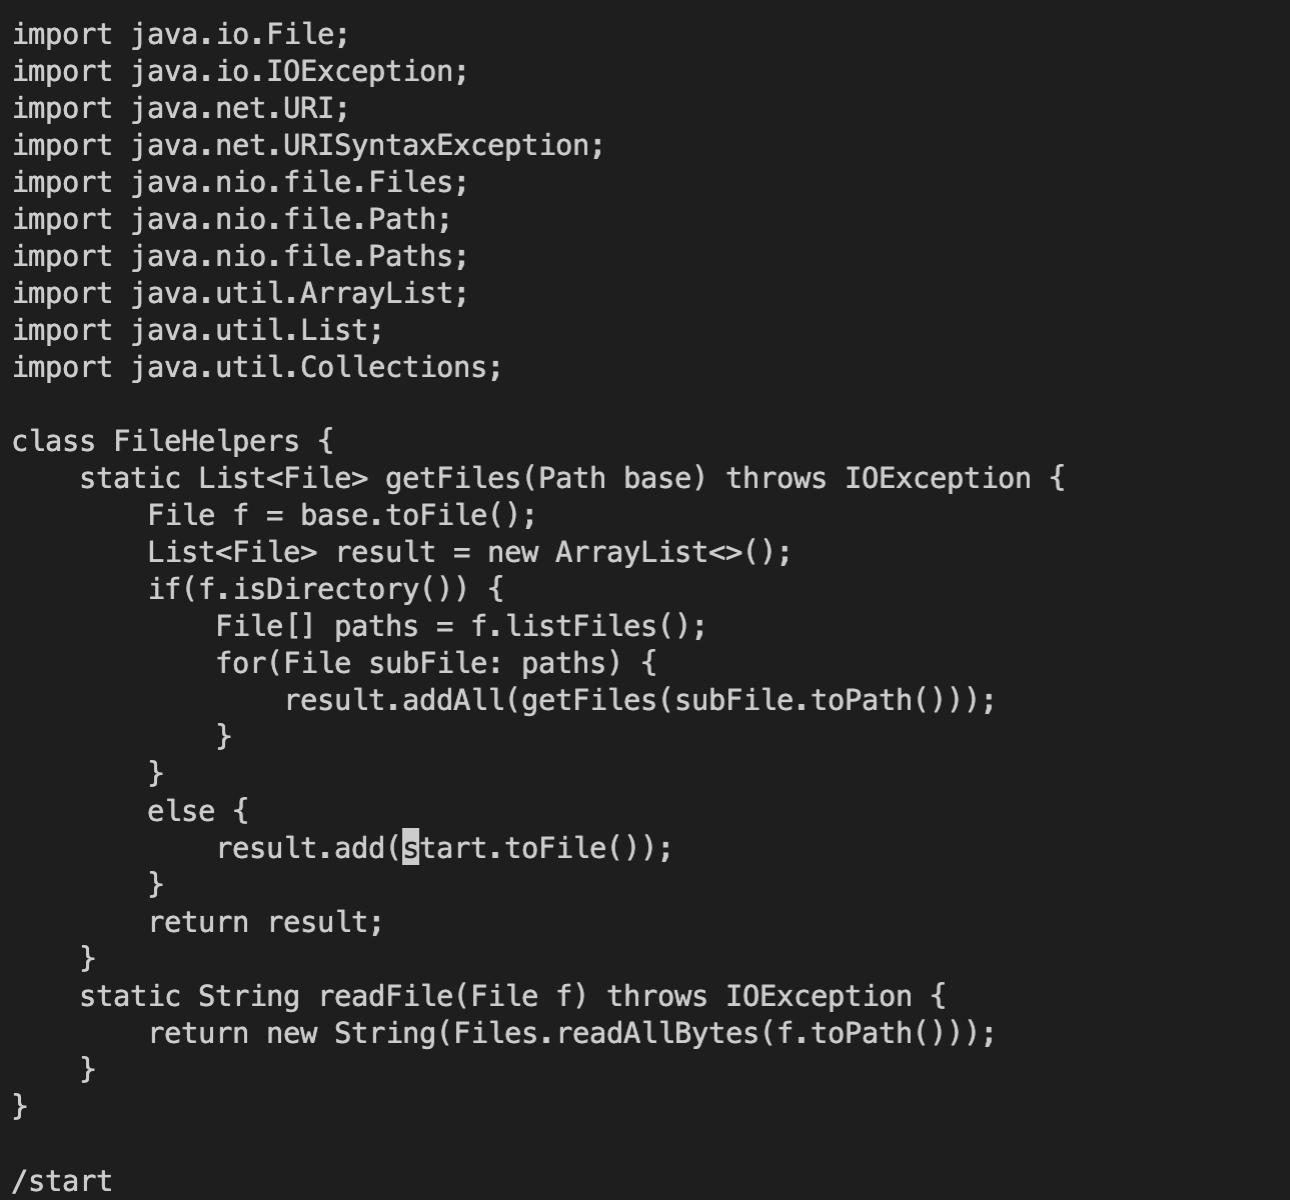 import java.io.File;
import java.io.IOException;
import java.net.URI;
import java.net.URISyntaxException;
import java.nio.file.Files;
import java.nio.file.Path;
import java.nio.file.Paths;
import java.util.ArrayList;
import java.util.List;
import java.util.Collections;

class FileHelpers {
    static List<File> getFiles(Path base) throws IOException {
        File f = base.toFile();
        List<File> result = new ArrayList<>();
        if(f.isDirectory()) {
            File[] paths = f.listFiles();
            for(File subFile: paths) {
                result.addAll(getFiles(subFile.toPath()));
            }
        }
        else {
            result.add(start.toFile());
        }
        return result;
    }
    static String readFile(File f) throws IOException {
        return new String(Files.readAllBytes(f.toPath()));
    }
}

/start